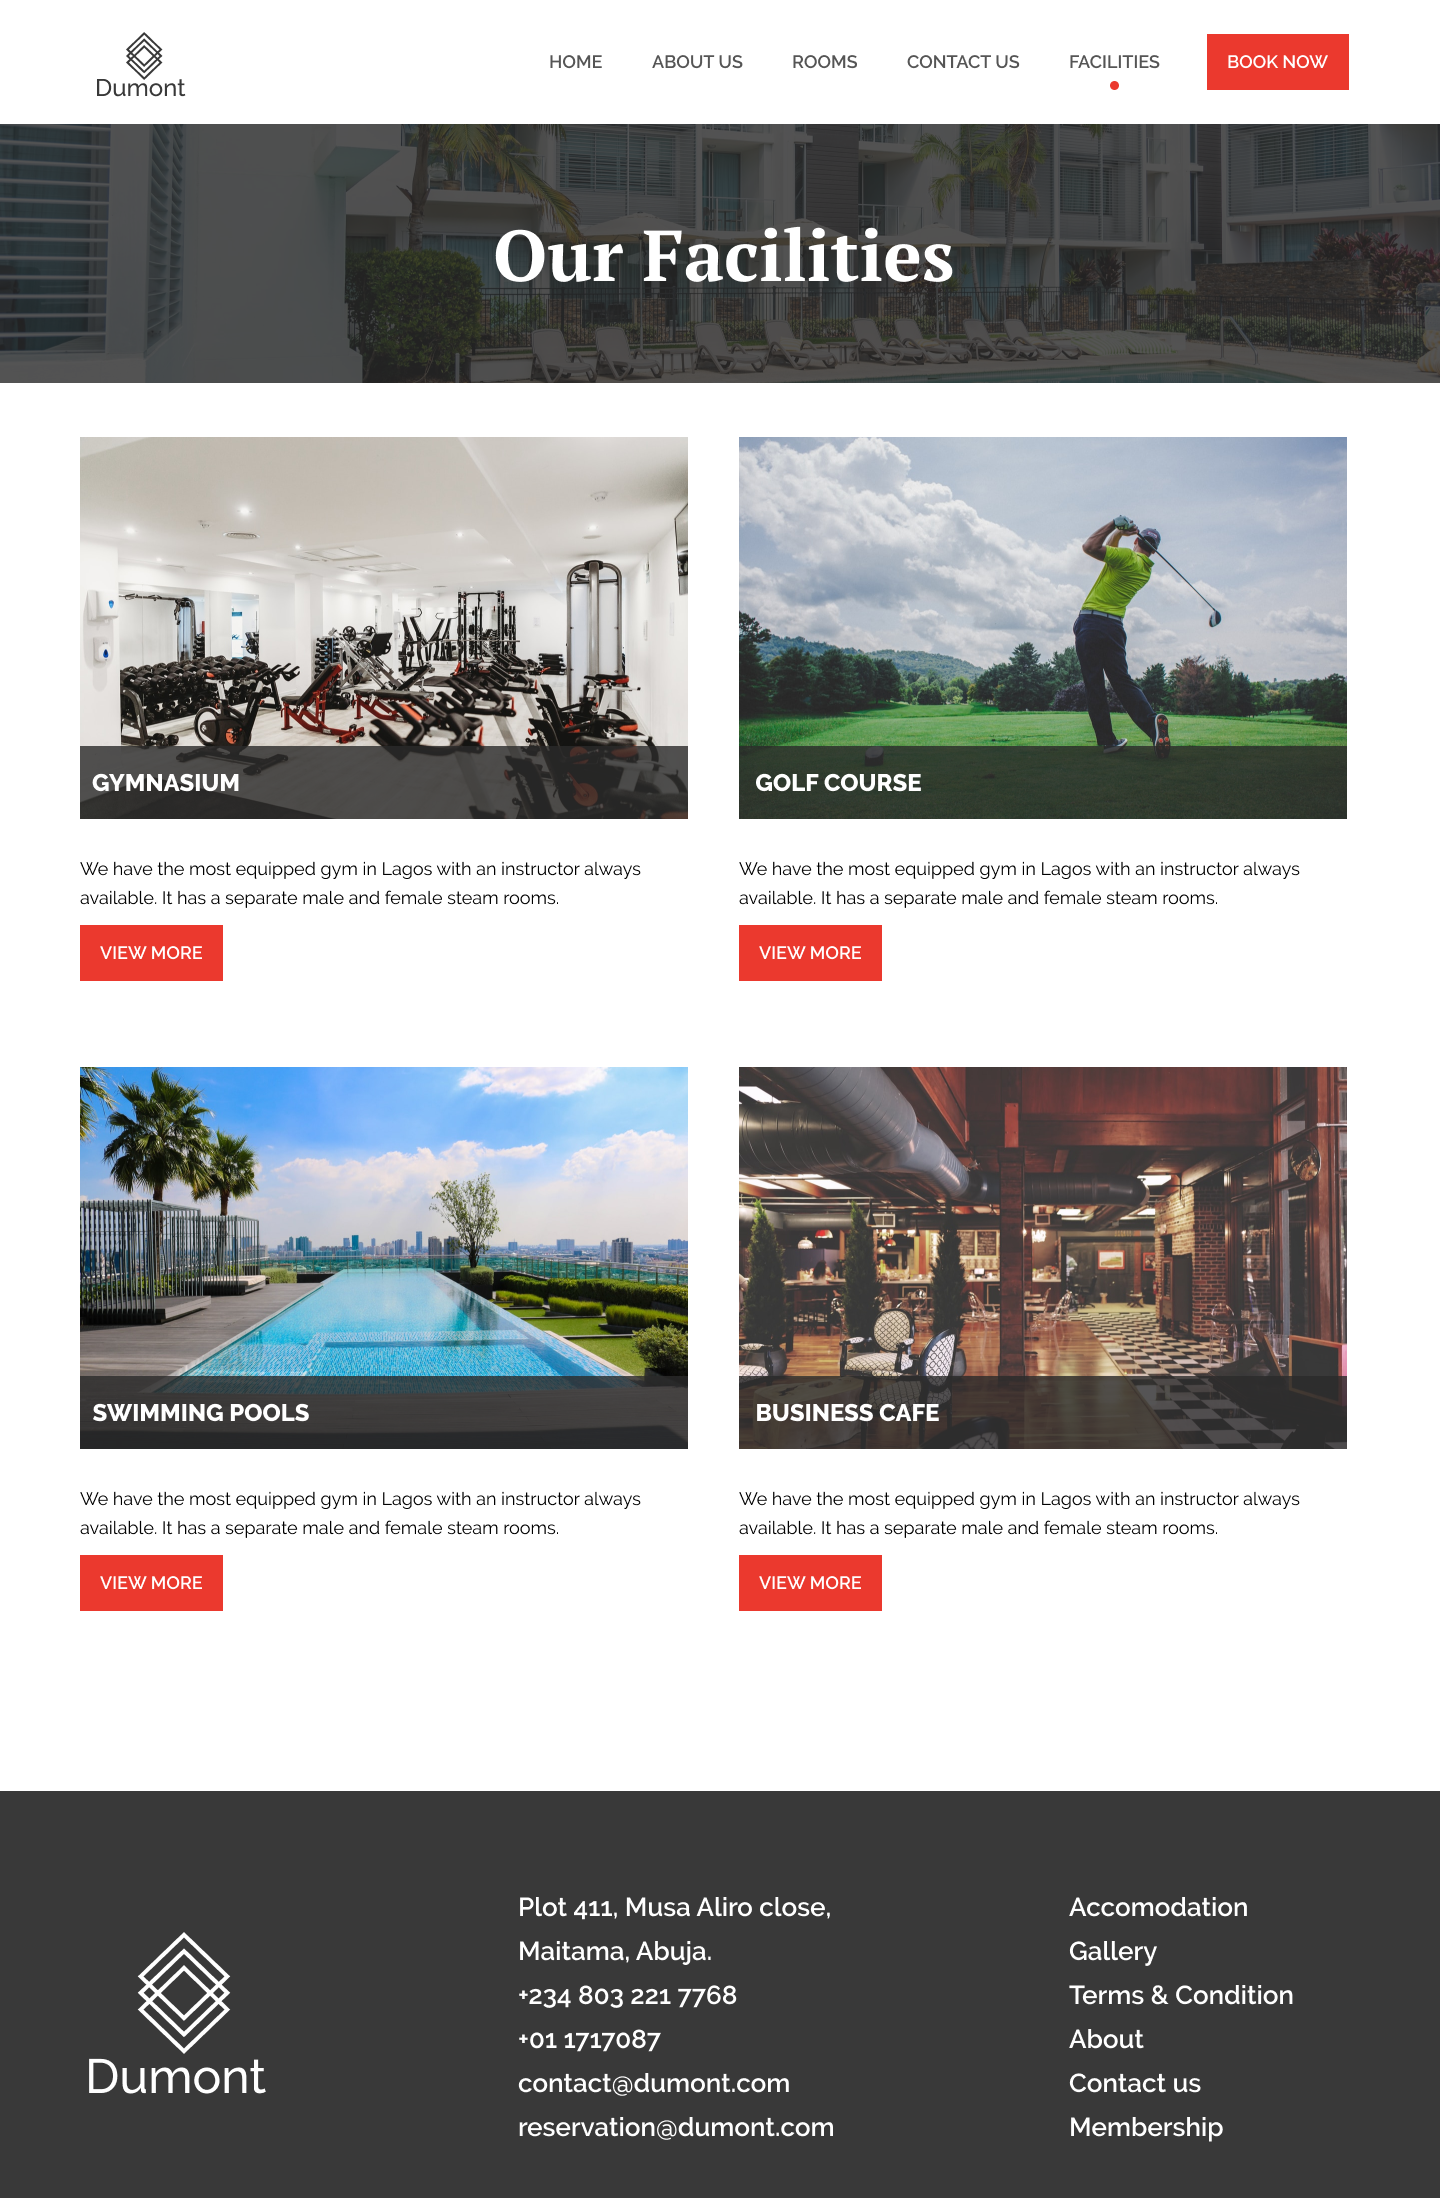 Dumont
HOME
ABOUT US
ROOMS
CONTACT US
FACILITIES
BOOK NOW
Our Facilities
GYMNASIUM
We have the most equipped gym in Lagos with an instructor always
available. It has a separate male and female steam rooms.
VIEW MORE
GOLF COURSE
We have the most equipped gym in Lagos with an instructor always
available. It has a separate male and female steam rooms.
VIEW MORE
SWIMMING POOLS
We have the most equipped gym in Lagos with an instructor always
available. It has a separate male and female steam rooms.
VIEW MORE
BUSINESS CAFE
We have the most equipped gym in Lagos with an instructor always
available. It has a separate male and female steam rooms.
VIEW MORE
Dumont
Plot 411, Musa Aliro close,
Maitama, Abuja.
+234 803 221 7768
+01 1717087
contact@dumont.com
reservation@dumont.com
Accomodation
Gallery
Terms & Condition
About
Contact us
Membership